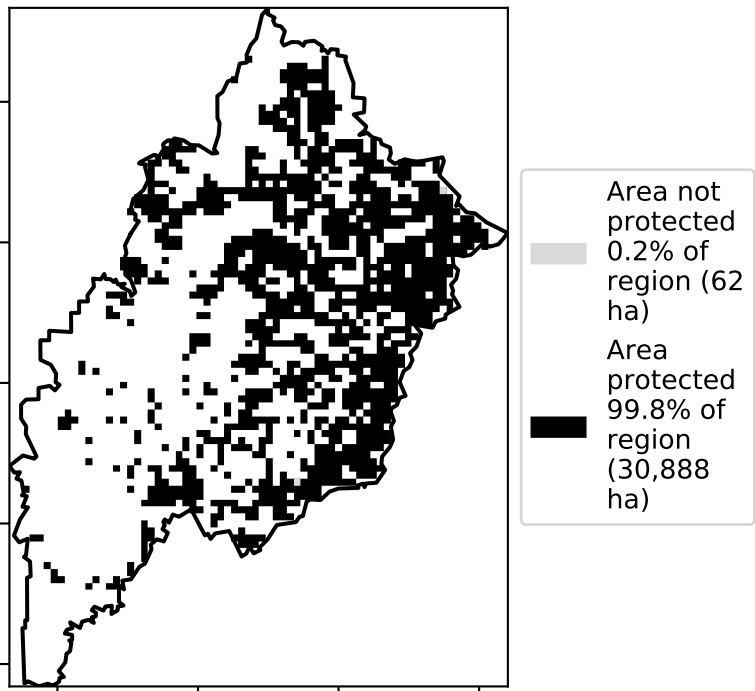 Area not
protected
0.2% of
region (62
ha)
Area
protected
99.8% of
region
(30,888
ha)